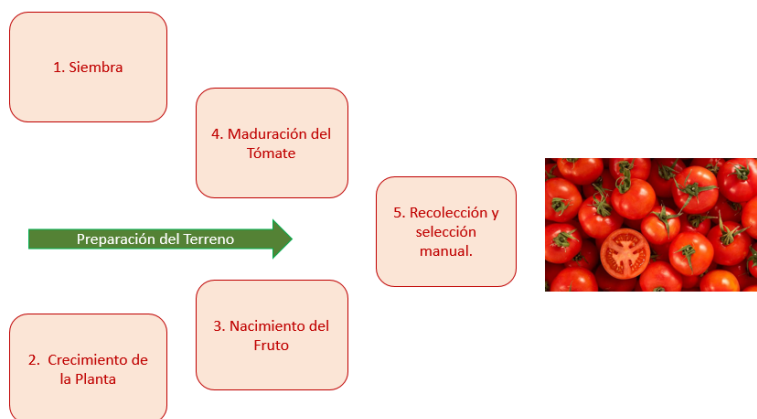 1. Siembra
4. Maduración del
Tómate
5. Recolección y
selección
manual.
Preparación del Terreno
3. Nacimiento del
Fruto
2. Crecimiento de
la Planta